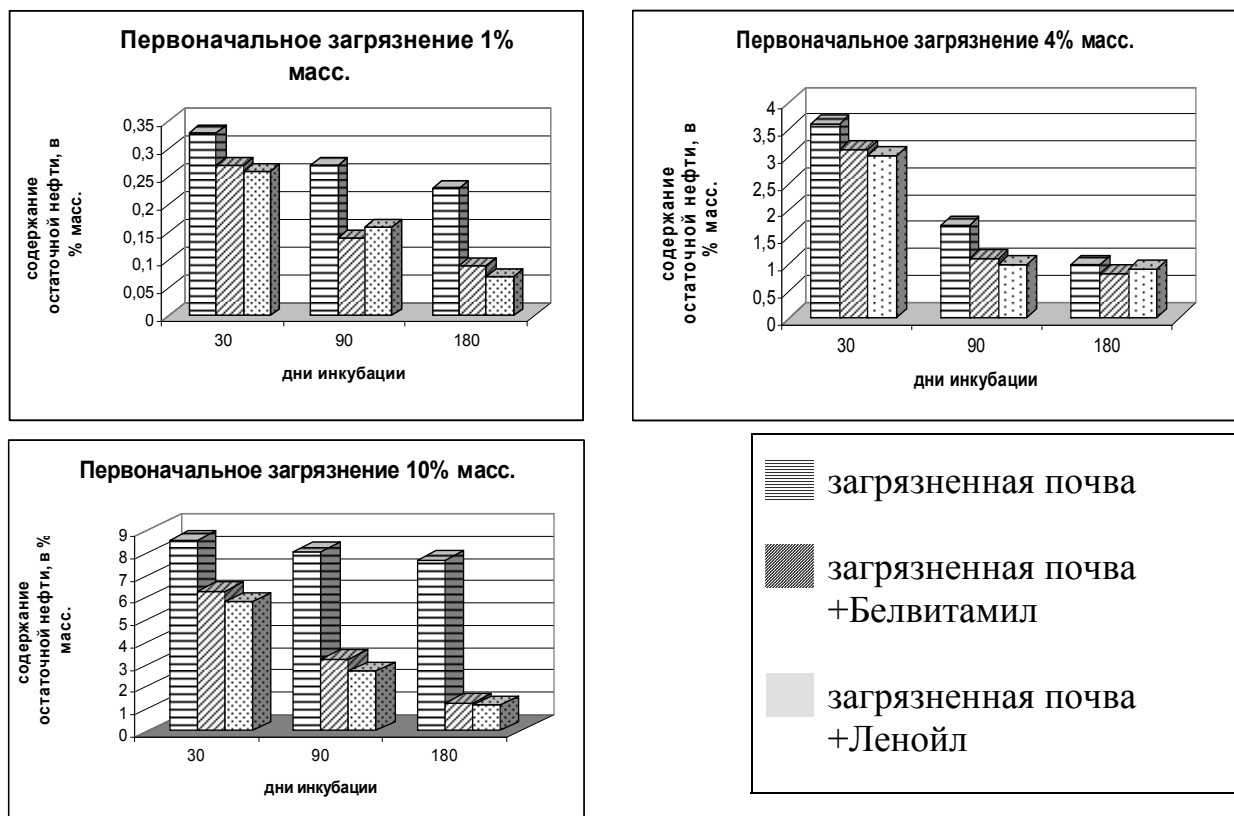 Первоначальное загрязнение 1%
масс.
содержание
остаточной нефти, в
% масс.
0,35
0,3
0,25
0,2
0,15
0,1
0,05
0
30
90
180
дни инкубации
Первоначальное загрязнение 4% масс.
содержание
остаточной нефти, в
% масс.
4
3,5
3
2,5
2
1,5
1
0,5
0
30
90
180
дни инкубации
Первоначальное загрязнение 10% масс.
содержание
остаточной нефти, в %
масс.
9
8
7
6
5
4
3
2
1
0
30
90
180
дни инкубации
загрязненная почва
загрязненная почва
+Белвитамил
загрязненная почва
+Ленойл